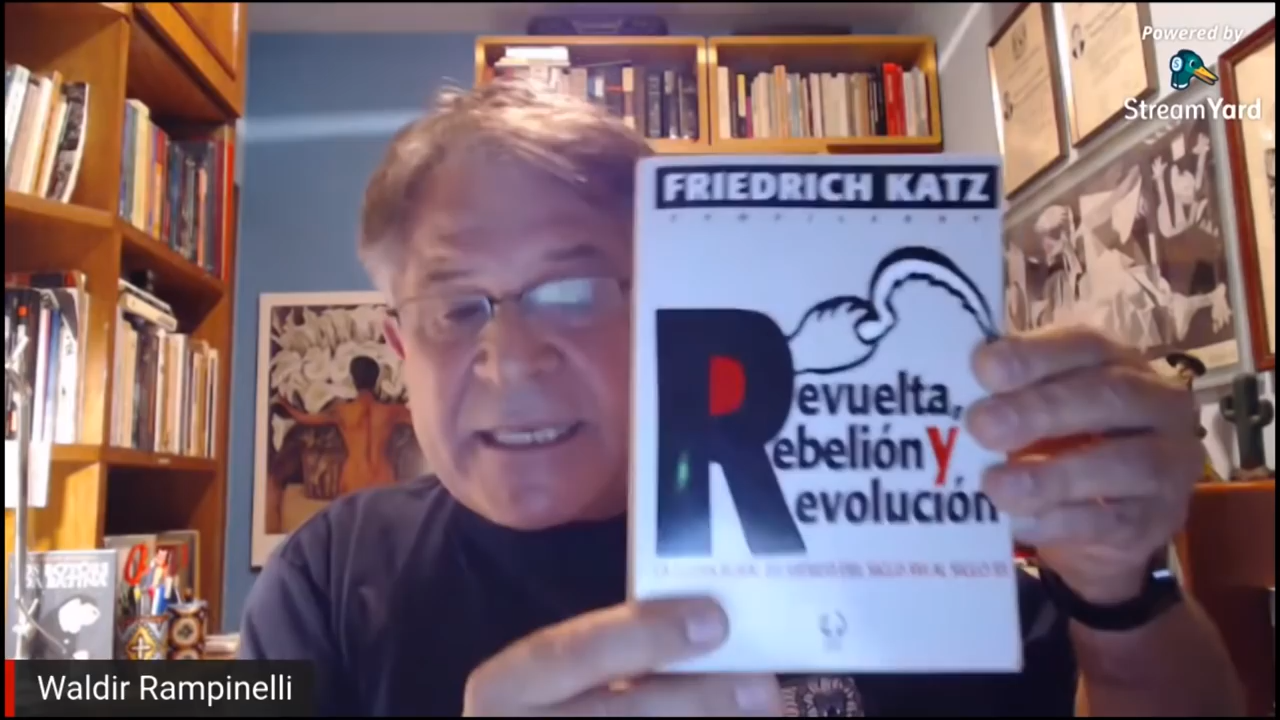 Powered by
StreamYard
FRIEDRICH KATZ
Revuelta,
Rebelión y
Revolución
Waldir Rampinelli